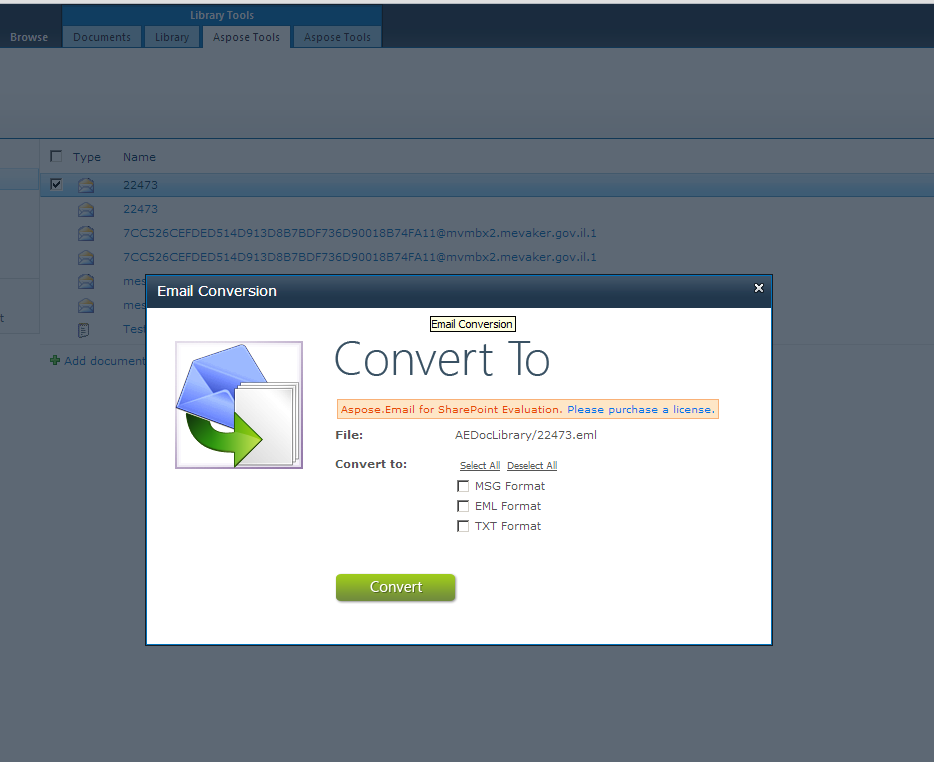 Library Tools
Browse Documents Library Aspose Tools Aspose Tools
Type Name
22473
22473
7CC526CEFDED514D913D8B7BDF736D90018B74FA11@mvmbx2.mevaker.gov.il.1
7CC526CEFDED514D913D8B7BDF736D90018B74FA11@mvmbx2.mevaker.gov.il.1
mes
mes
t
Test
Add document
Email Conversion
Email Conversion
Convert To
Aspose.Email for SharePoint Evaluation. Please purchase a license.
File: AEDocLibrary/22473.eml
Convert to: Select All Deselect All
MSG Format
EML Format
TXT Format
Convert